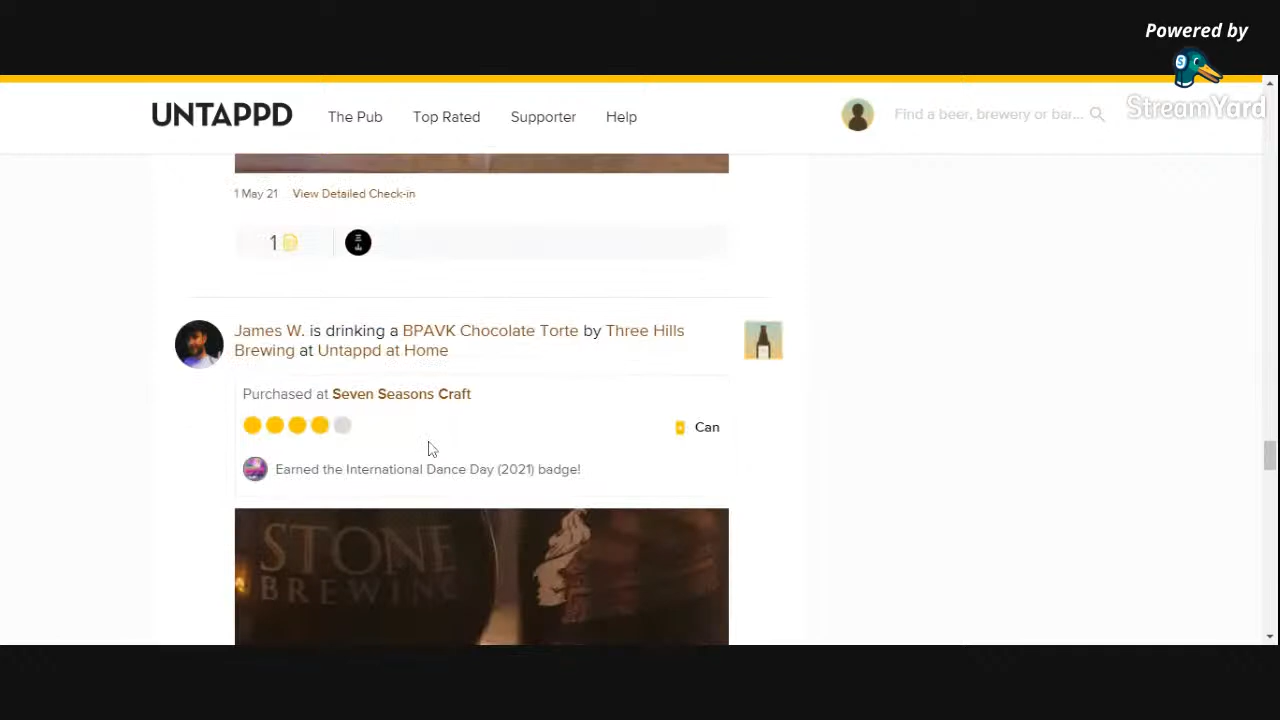 Powered by
StreamYard
UNTAPPD
The Pub
Top Rated
Supporter
Help
Find a beer, brewery or bar...
1 May 21
View Detailed Check-in
1
三
山
James W. is drinking a BPAVK Chocolate Torte by Three Hills
Brewing at Untappd at Home
Purchased at Seven Seasons Craft
Can
Earned the International Dance Day (2021) badge!
STONE
BREWING